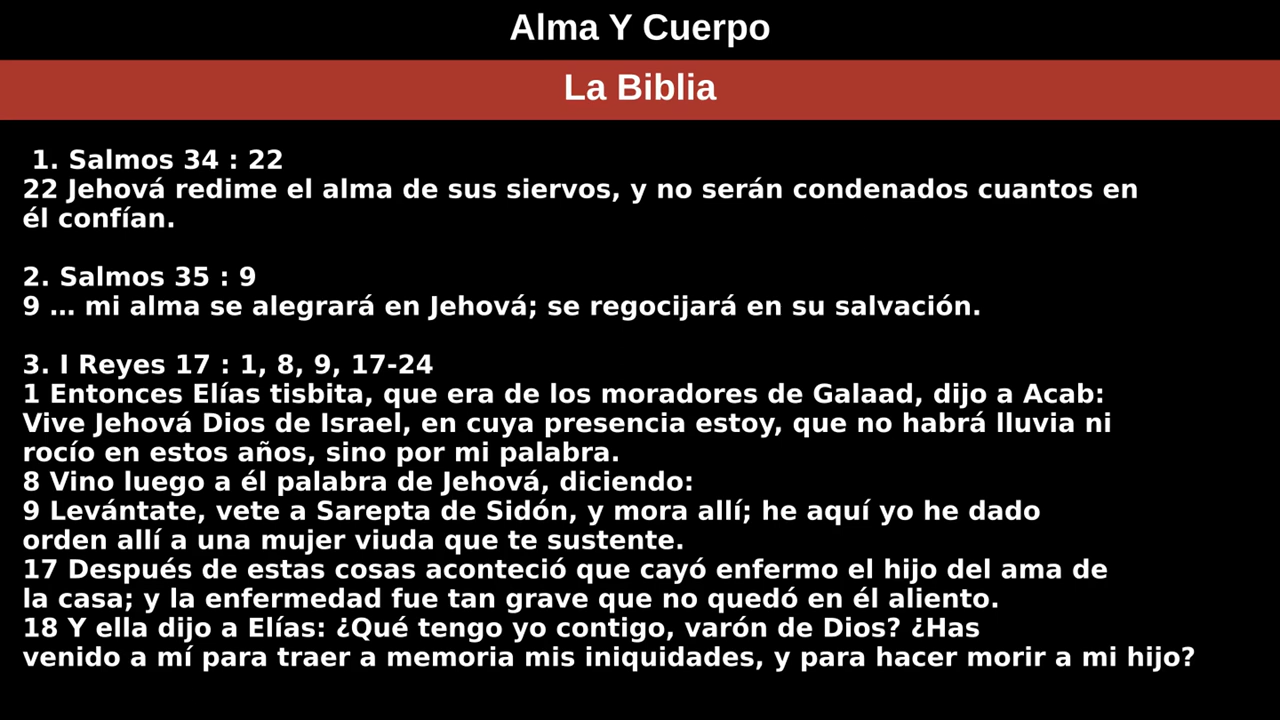 Alma Y Cuerpo
La Biblia
1. Salmos 34 : 22
22 Jehová redime el alma de sus siervos, y no serán condenados cuantos en
él confían.
2. Salmos 35 : 9
9 … mi alma se alegrará en Jehová; se regocijará en su salvación.
3. I Reyes 17 : 1, 8, 9, 17-24
1 Entonces Elías tisbita, que era de los moradores de Galaad, dijo a Acab:
Vive Jehová Dios de Israel, en cuya presencia estoy, que no habrá lluvia ni
rocío en estos años, sino por mi palabra.
8 Vino luego a él palabra de Jehová, diciendo:
9 Levántate, vete a Sarepta de Sidón, y mora allí; he aquí yo he dado
orden allí a una mujer viuda que te sustente.
17 Después de estas cosas aconteció que cayó enfermo el hijo del ama de
la casa; y la enfermedad fue tan grave que no quedó en él aliento.
18 Y ella dijo a Elías: ¿Qué tengo yo contigo, varón de Dios? ¿Has
venido a mí para traer a memoria mis iniquidades, y para hacer morir a mi hijo?